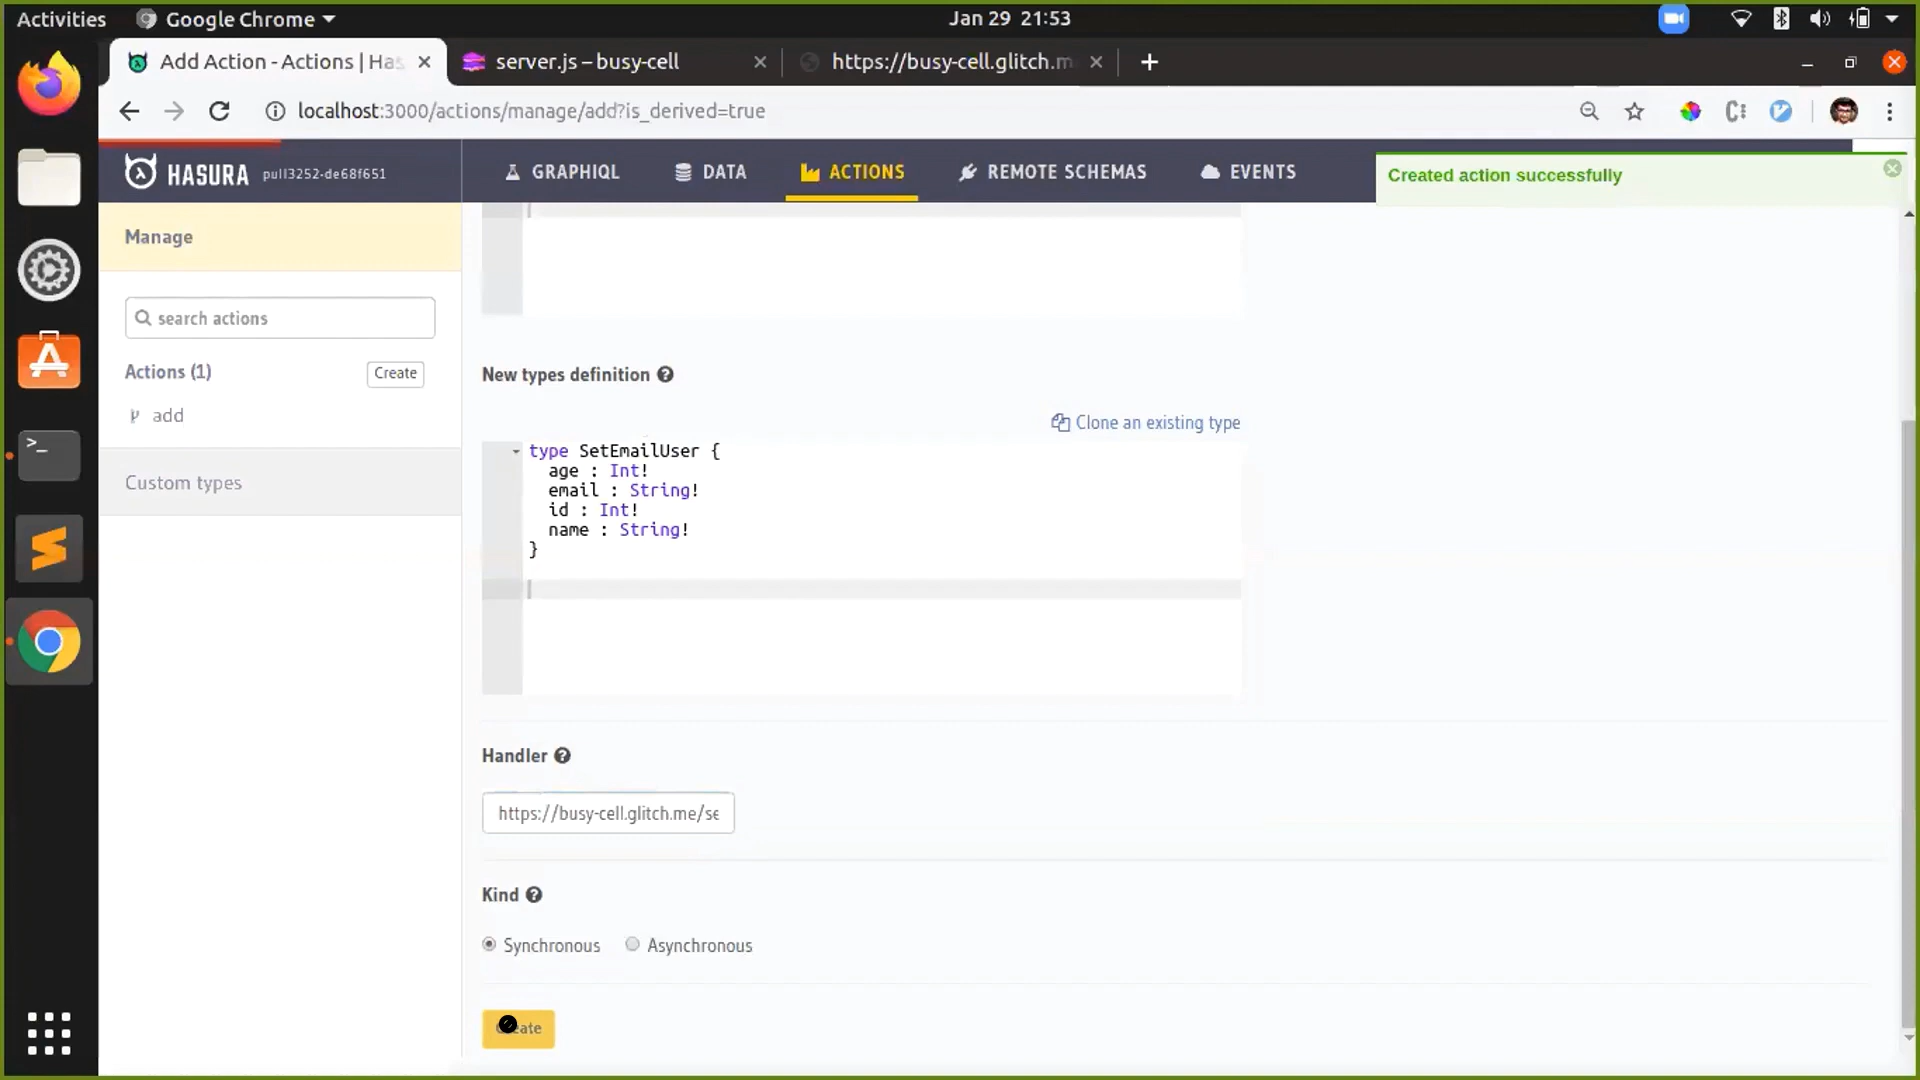 Activities
Google Chrome
Jan 29 21:53
Add Action - Actions | Has
server.js – busy-cell
https://busy-cell.glitch.m
localhost:3000/actions/manage/add?is_derived=true
HASURA
pull3252-de68f651
GRAPHIQL
DATA
ACTIONS
REMOTE SCHEMAS
EVENTS
Created action successfully
Manage
search actions
Actions (1)
Create
add
Custom types
New types definition
Clone an existing type
type SetEmailUser {
age : Int!
email : String!
id : Int!
name : String!
}
Handler
https://busy-cell.glitch.me/se
Kind
Synchronous
Asynchronous